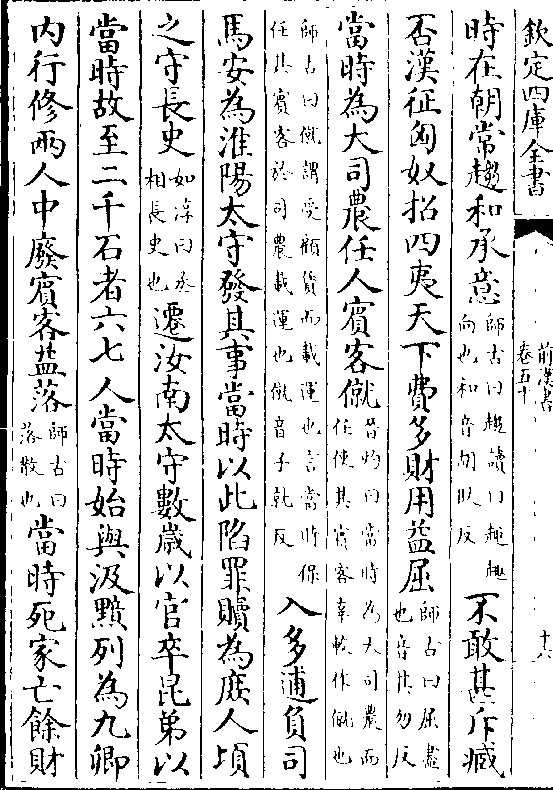 欽定四庫全書
前漢書
卷五十
十六
時在朝常趨和承意師古曰趨讀曰趣趣向也和音胡臥反不敢甚斥臧
否漢征匈奴招四夷天下費多財用益屈師古曰屈盡也音其勿反
當時為大司農任人賓客僦晉灼曰當時為大司農而任使其賓客辜較作僦也
師古曰僦謂受顧賃而載運也言當時保任其賓客於司農載運也僦音子就反入多逋負司
馬安為淮陽太守發其事當時以此陷罪贖為庶人頃
之守長史如淳曰丞相長史也遷汝南太守數歲以官卒昆弟以
當時故至二千石者六七人當時始與汲黯列為九卿
内行修兩人中廢賓客益落師古曰落散也當時死家亡餘財